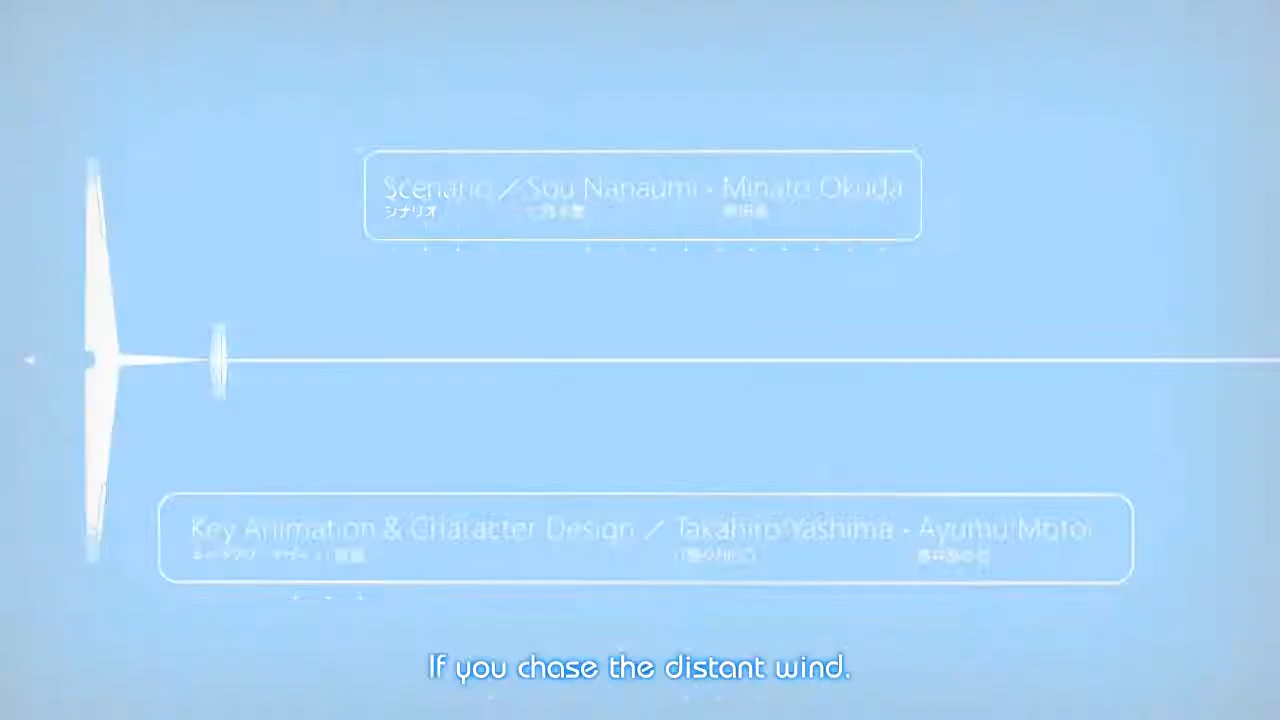 Scenario ／ Sou Nanaumi - Minato Okuda
シナリオ
Key Animation & Character Design ／ Takahiro Yashima - Ayumu Motoi
If you chase the distant wind.